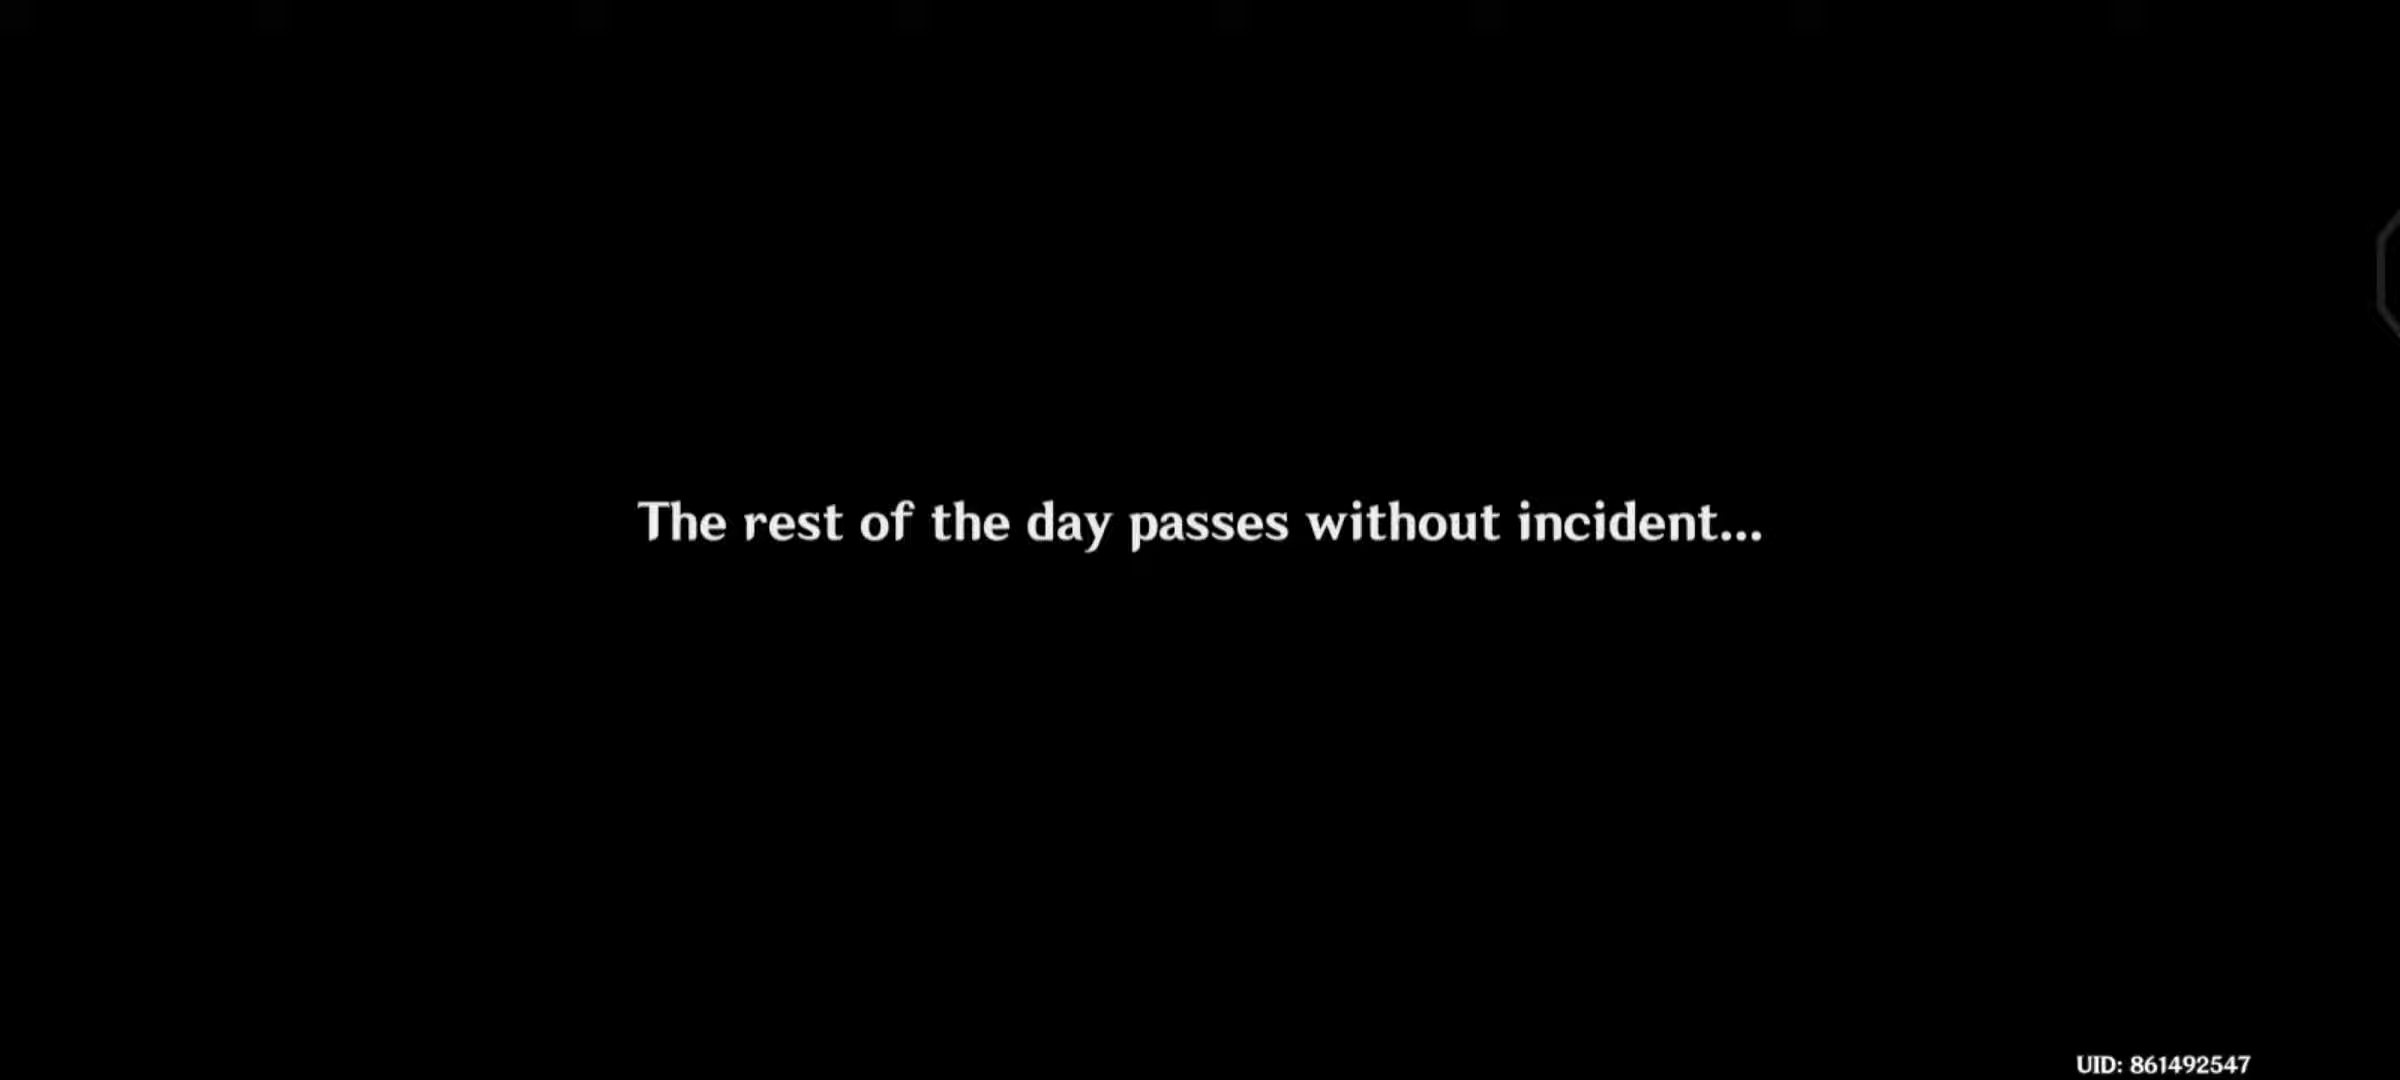 The rest of the day passes without incident...
UID: 861492547